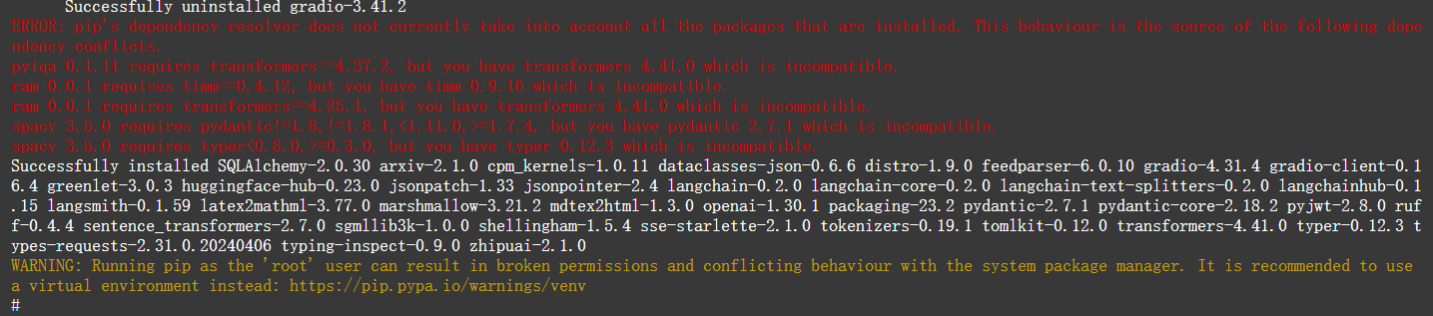 Successfully uninstalled gradio-3.41.2
ERROR: pip's dependency resolver does not currently take into account all the packages that are installed. This behaviour is the source of the following depe
ndency conflicts.
pyiqa 0.1.11 requires transformers==4.37.2, but you have transformers 4.41.0 which is incompatible.
ram 0.0.1 requires timm==0.4.12, but you have timm 0.9.16 which is incompatible.
ram 0.0.1 requires transformers==4.25.1, but you have transformers 4.41.0 which is incompatible.
spacy 3.5.0 requires pydantic!=1.8,!=1.8.1,<1.11.0,>=1.7.4, but you have pydantic 2.7.1 which is incompatible.
spacy 3.5.0 requires typer<0.8.0,>=0.3.0, but you have typer 0.12.3 which is incompatible.
Successfully installed SQLAlchemy-2.0.30 arxiv-2.1.0 cpm_kernels-1.0.11 dataclasses-json-0.6.6 distro-1.9.0 feedparser-6.0.10 gradio-4.31.4 gradio-client-0.1
6.4 greenlet-3.0.3 huggingface-hub-0.23.0 jsonpatch-1.33 jsonpointer-2.4 langchain-0.2.0 langchain-core-0.2.0 langchain-text-splitters-0.2.0 langchainhub-0.1
.15 langsmith-0.1.59 latex2mathml-3.77.0 marshmallow-3.21.2 mdtex2html-1.3.0 openai-1.30.1 packaging-23.2 pydantic-2.7.1 pydantic-core-2.18.2 pyjwt-2.8.0 ruf
f-0.4.4 sentence_transformers-2.7.0 sgmllib3k-1.0.0 shellingham-1.5.4 sse-starlette-2.1.0 tokenizers-0.19.1 tomlkit-0.12.0 transformers-4.41.0 typer-0.12.3 t
ypes-requests-2.31.0.20240406 typing-inspect-0.9.0 zhipuai-2.1.0
WARNING: Running pip as the 'root' user can result in broken permissions and conflicting behaviour with the system package manager. It is recommended to use
a virtual environment instead: https://pip.pypa.io/warnings/venv
#